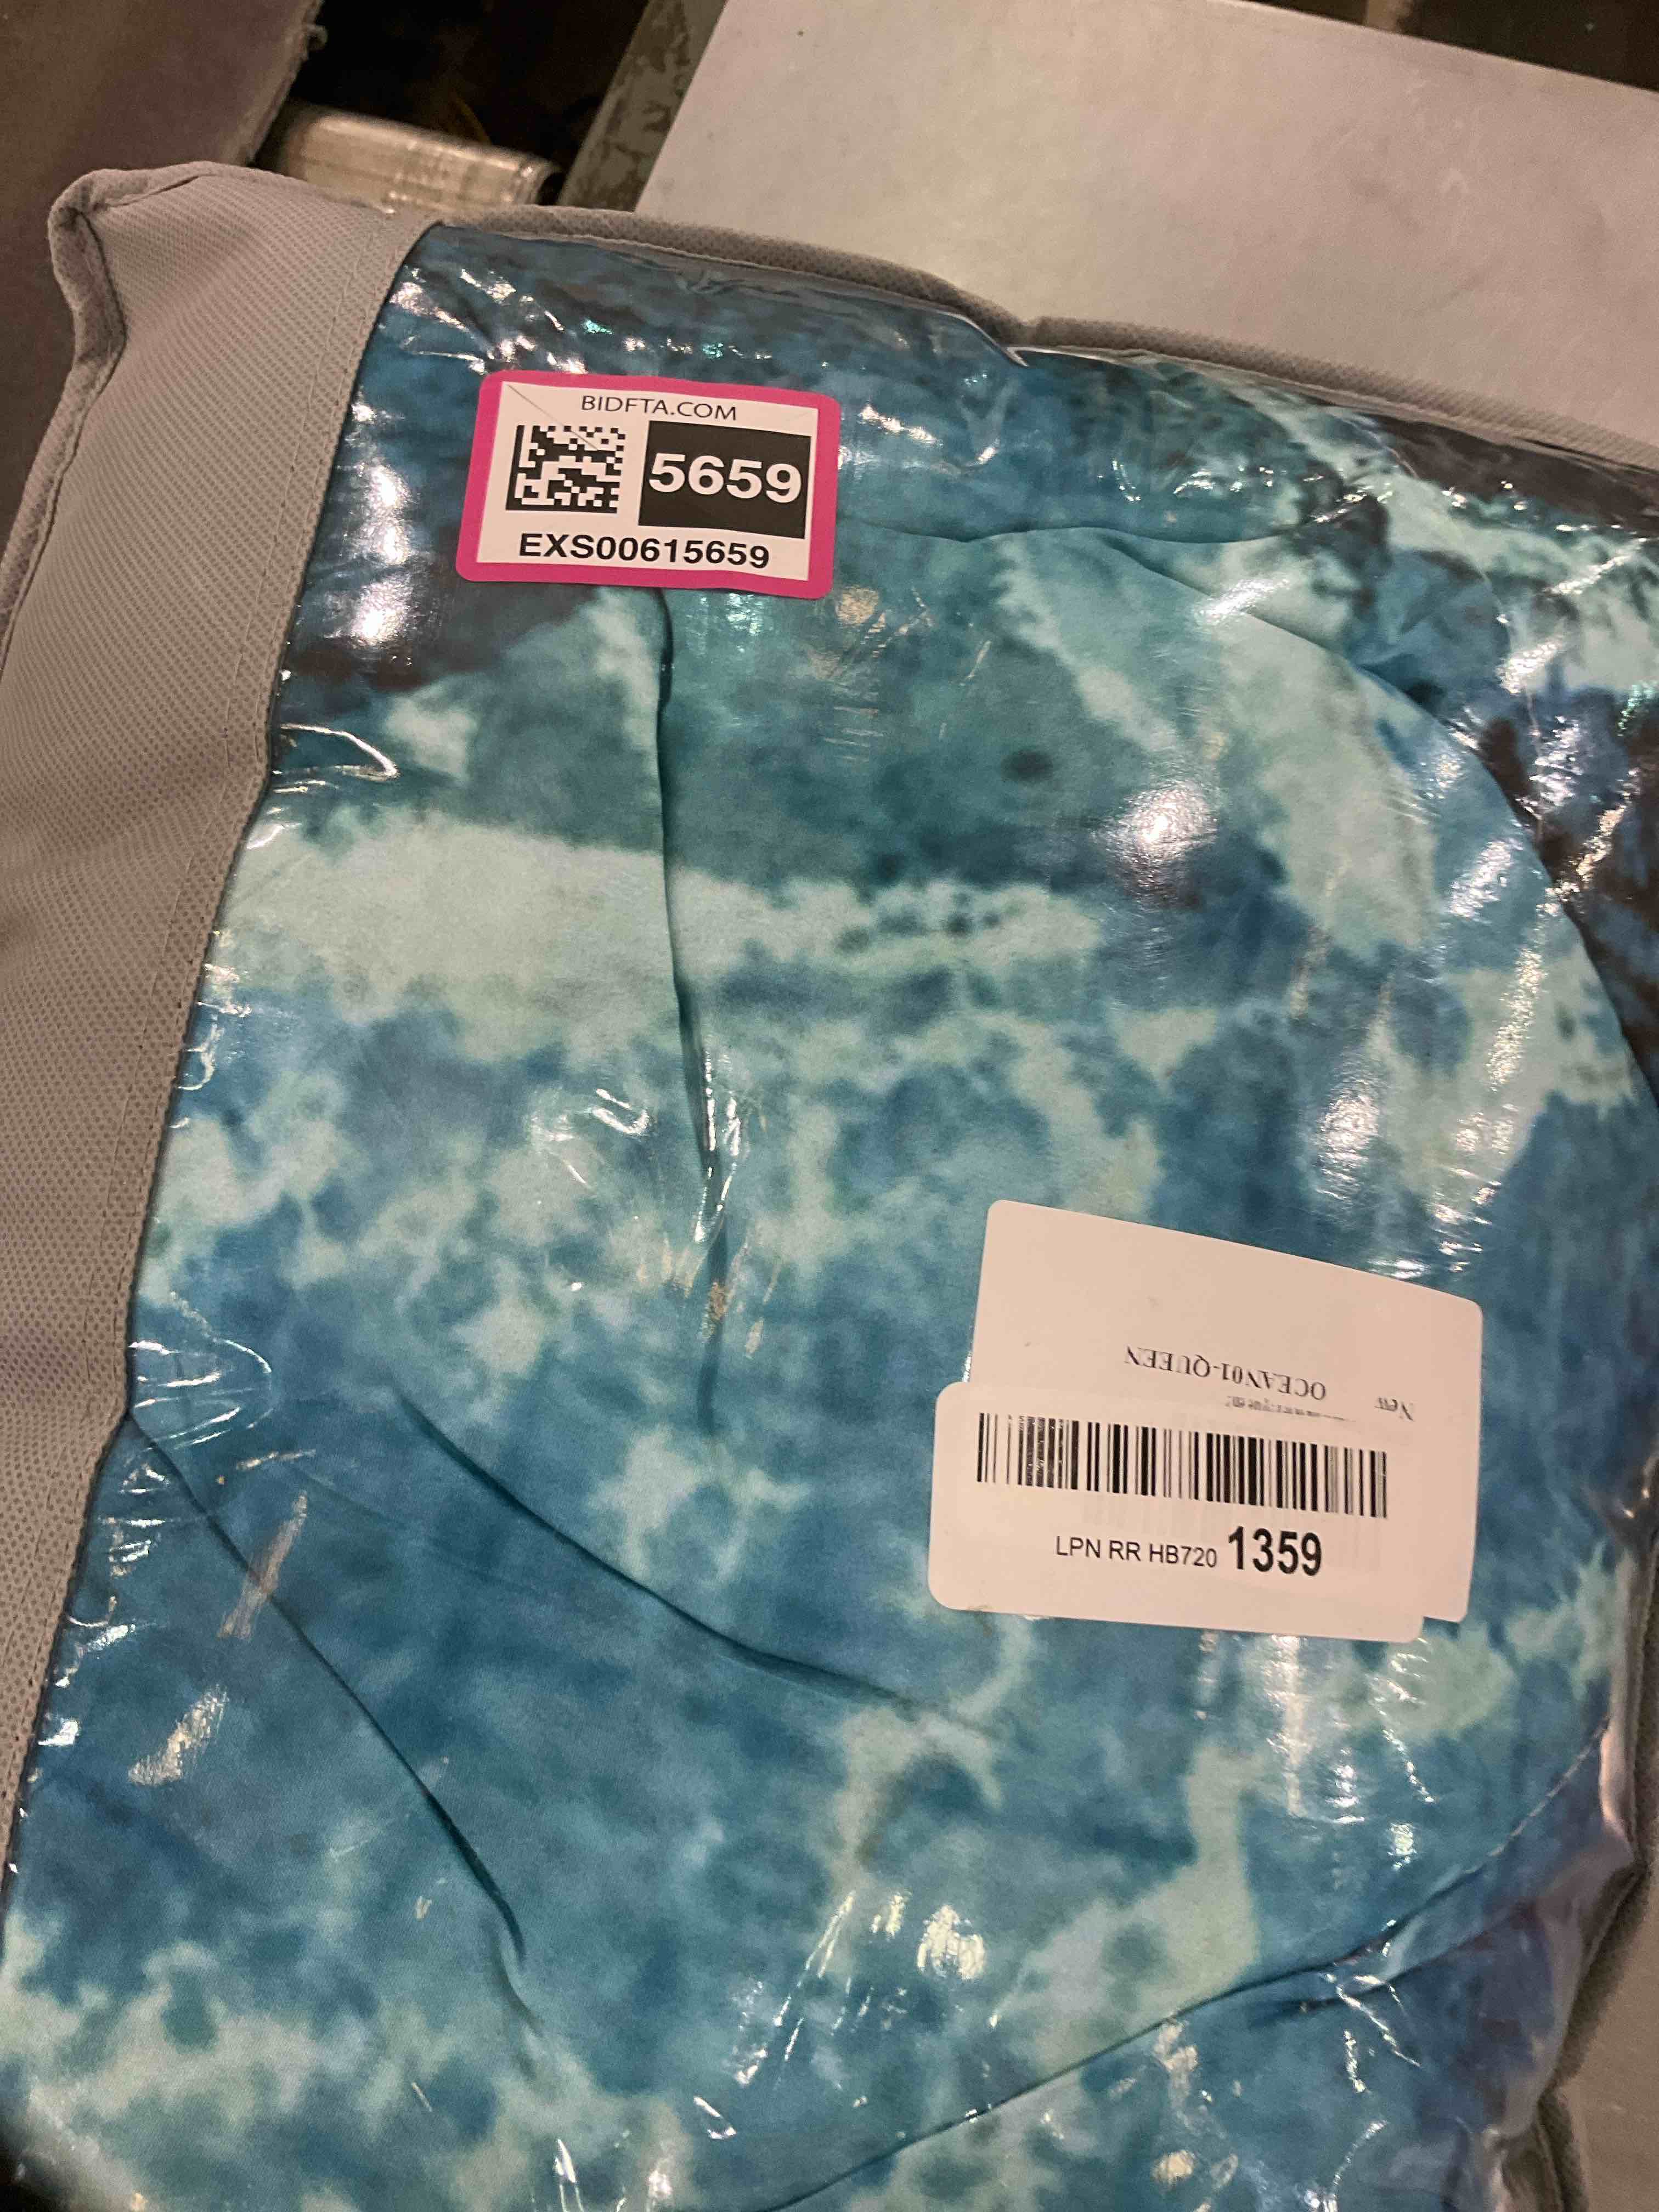 BIDFTA.COM
5659
EXS00615659
OCEAN01-QUEEN
New
LPN RR HB720 1359